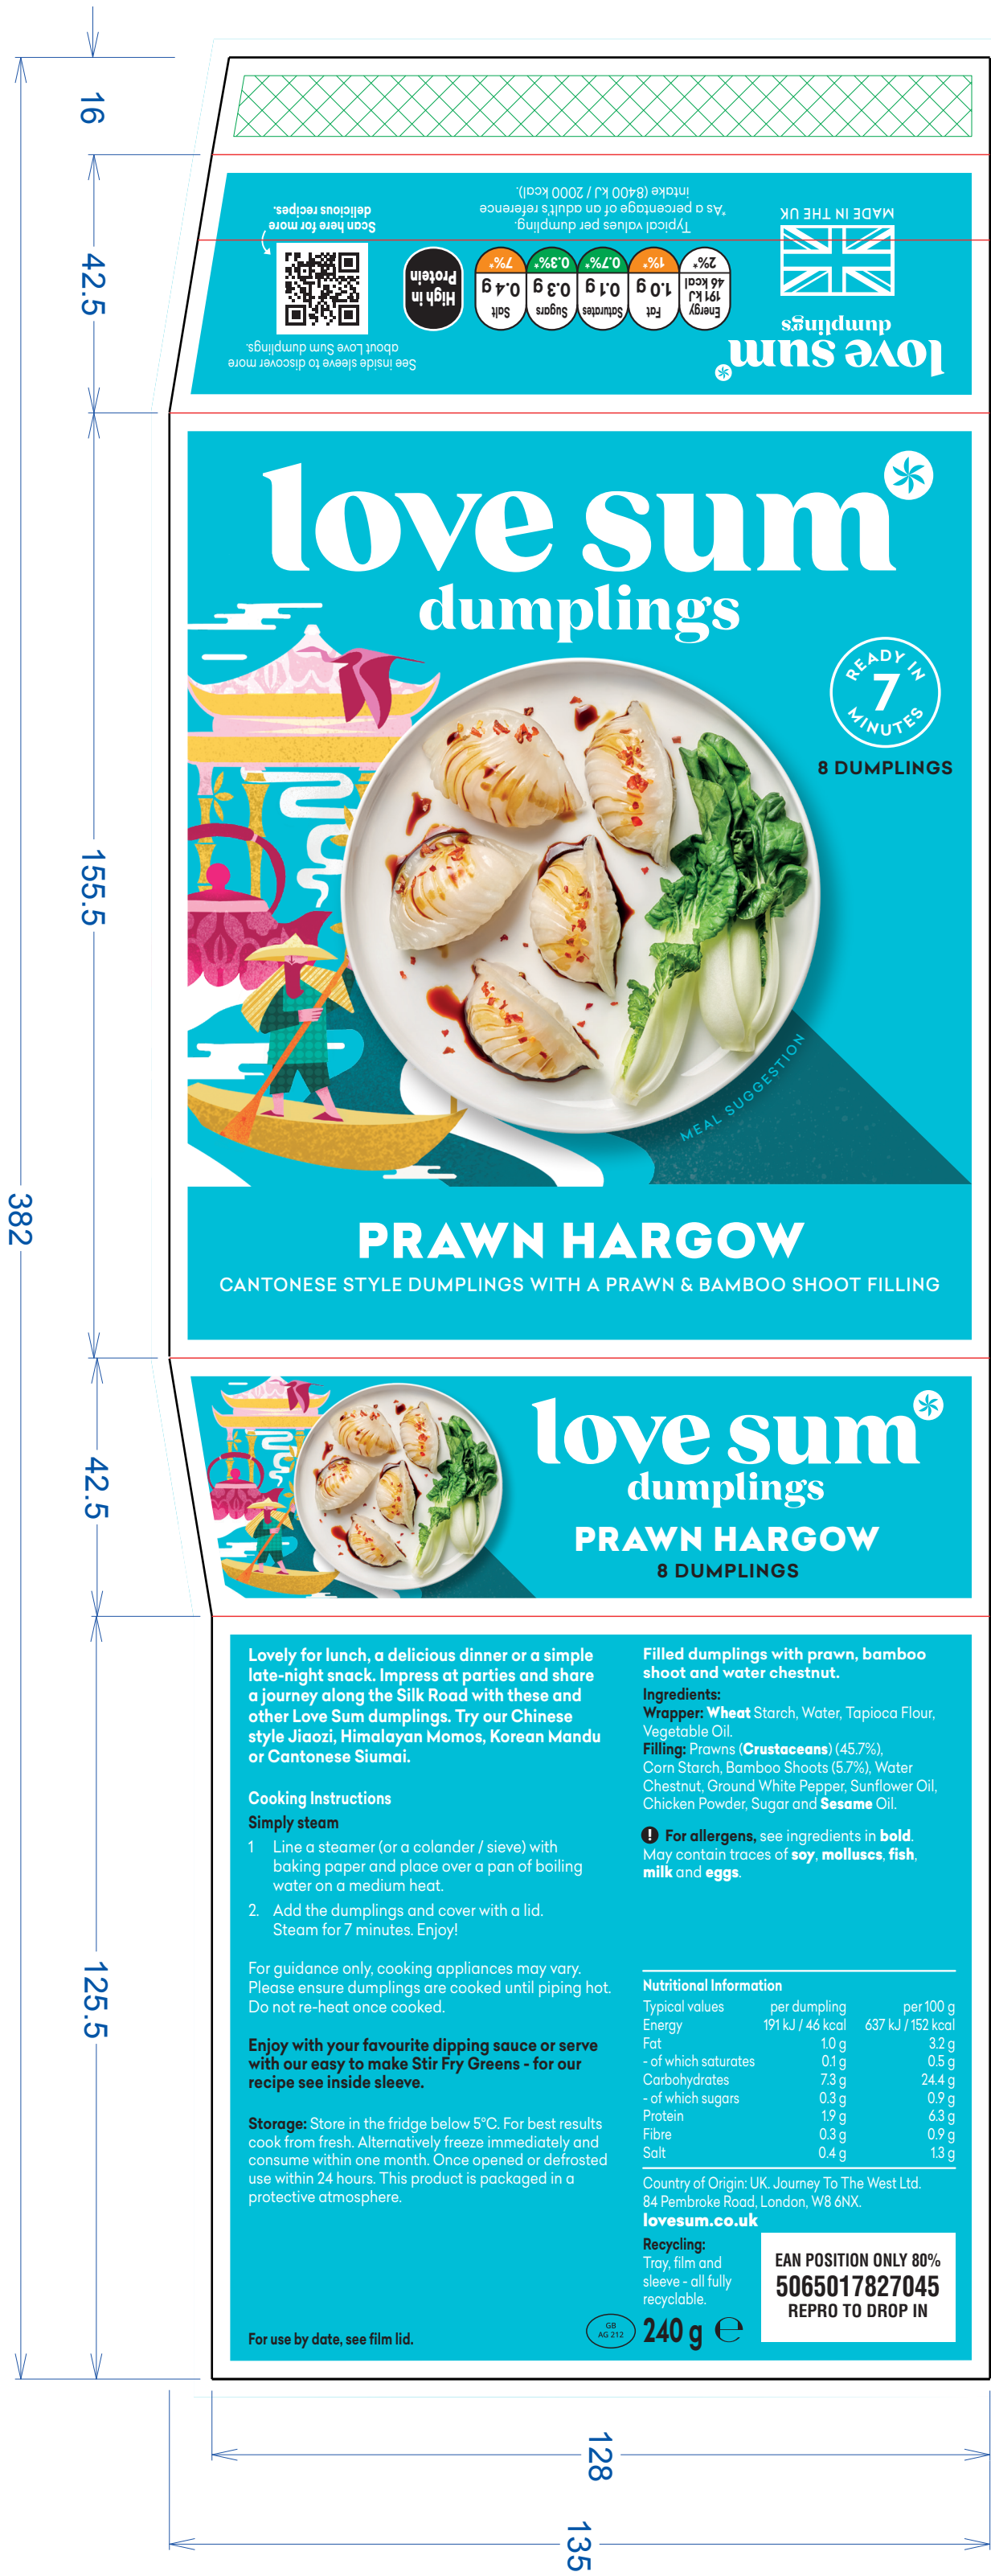 16
42.5
155.5
382
42.5
125.5
128
135
love sum
dumplings
MADE IN THE UK
Energy
191 kJ
46 kcal
2%*
Fat
1.0 g
1%*
Saturates
0.1 g
0.7%*
Sugars
0.3 g
0.3%*
Salt
0.4 g
7%*
High in
Protein
Typical values per dumpling.
*As a percentage of an adult's reference
intake (8400 kJ / 2000 kcal).
See inside sleeve to discover more
about Love Sum dumplings.
Scan here for more
delicious recipes.
love sum
dumplings
READY IN
7
MINUTES
8 DUMPLINGS
MEAL SUGGESTION
PRAWN HARGOW
CANTONESE STYLE DUMPLINGS WITH A PRAWN & BAMBOO SHOOT FILLING
love sum
dumplings
PRAWN HARGOW
8 DUMPLINGS
Lovely for lunch, a delicious dinner or a simple
late-night snack. Impress at parties and share
a journey along the Silk Road with these and
other Love Sum dumplings. Try our Chinese
style Jiaozi, Himalayan Momos, Korean Mandu
or Cantonese Siumai.
Cooking Instructions
Simply steam
1 Line a steamer (or a colander / sieve) with
baking paper and place over a pan of boiling
water on a medium heat.
2. Add the dumplings and cover with a lid.
Steam for 7 minutes. Enjoy!
For guidance only, cooking appliances may vary.
Please ensure dumplings are cooked until piping hot.
Do not re-heat once cooked.
Enjoy with your favourite dipping sauce or serve
with our easy to make Stir Fry Greens - for our
recipe see inside sleeve.
Storage: Store in the fridge below 5°C. For best results
cook from fresh. Alternatively freeze immediately and
consume within one month. Once opened or defrosted
use within 24 hours. This product is packaged in a
protective atmosphere.
For use by date, see film lid.
Filled dumplings with prawn, bamboo
shoot and water chestnut.
Ingredients:
Wrapper: Wheat Starch, Water, Tapioca Flour,
Vegetable Oil.
Filling: Prawns (Crustaceans) (45.7%),
Corn Starch, Bamboo Shoots (5.7%), Water
Chestnut, Ground White Pepper, Sunflower Oil,
Chicken Powder, Sugar and Sesame Oil.
! For allergens, see ingredients in bold.
May contain traces of soy, molluscs, fish,
milk and eggs.
Nutritional Information
Typical values per dumpling per 100 g
Energy 191 kJ / 46 kcal 637 kJ / 152 kcal
Fat 1.0 g 3.2 g
- of which saturates 0.1 g 0.5 g
Carbohydrates 7.3 g 24.4 g
- of which sugars 0.3 g 0.9 g
Protein 1.9 g 6.3 g
Fibre 0.3 g 0.9 g
Salt 0.4 g 1.3 g
Country of Origin: UK. Journey To The West Ltd.
84 Pembroke Road, London, W8 6NX.
lovesum.co.uk
Recycling:
Tray, film and
sleeve - all fully
recyclable.
EAN POSITION ONLY 80%
5065017827045
REPRO TO DROP IN
GB
AG 212
240 g ℮